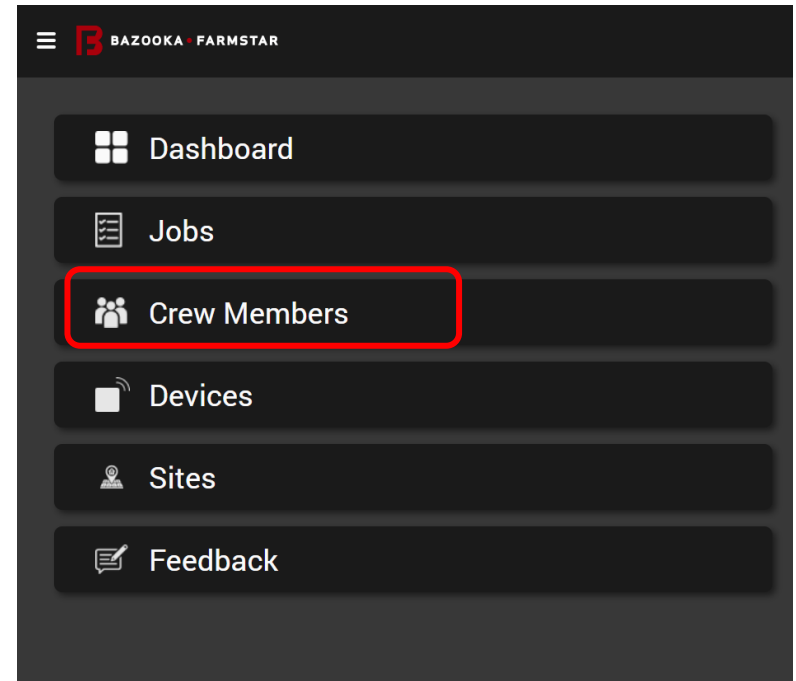 BAZOOKA FARMSTAR
Dashboard
Jobs
Crew Members
Devices
Sites
Feedback